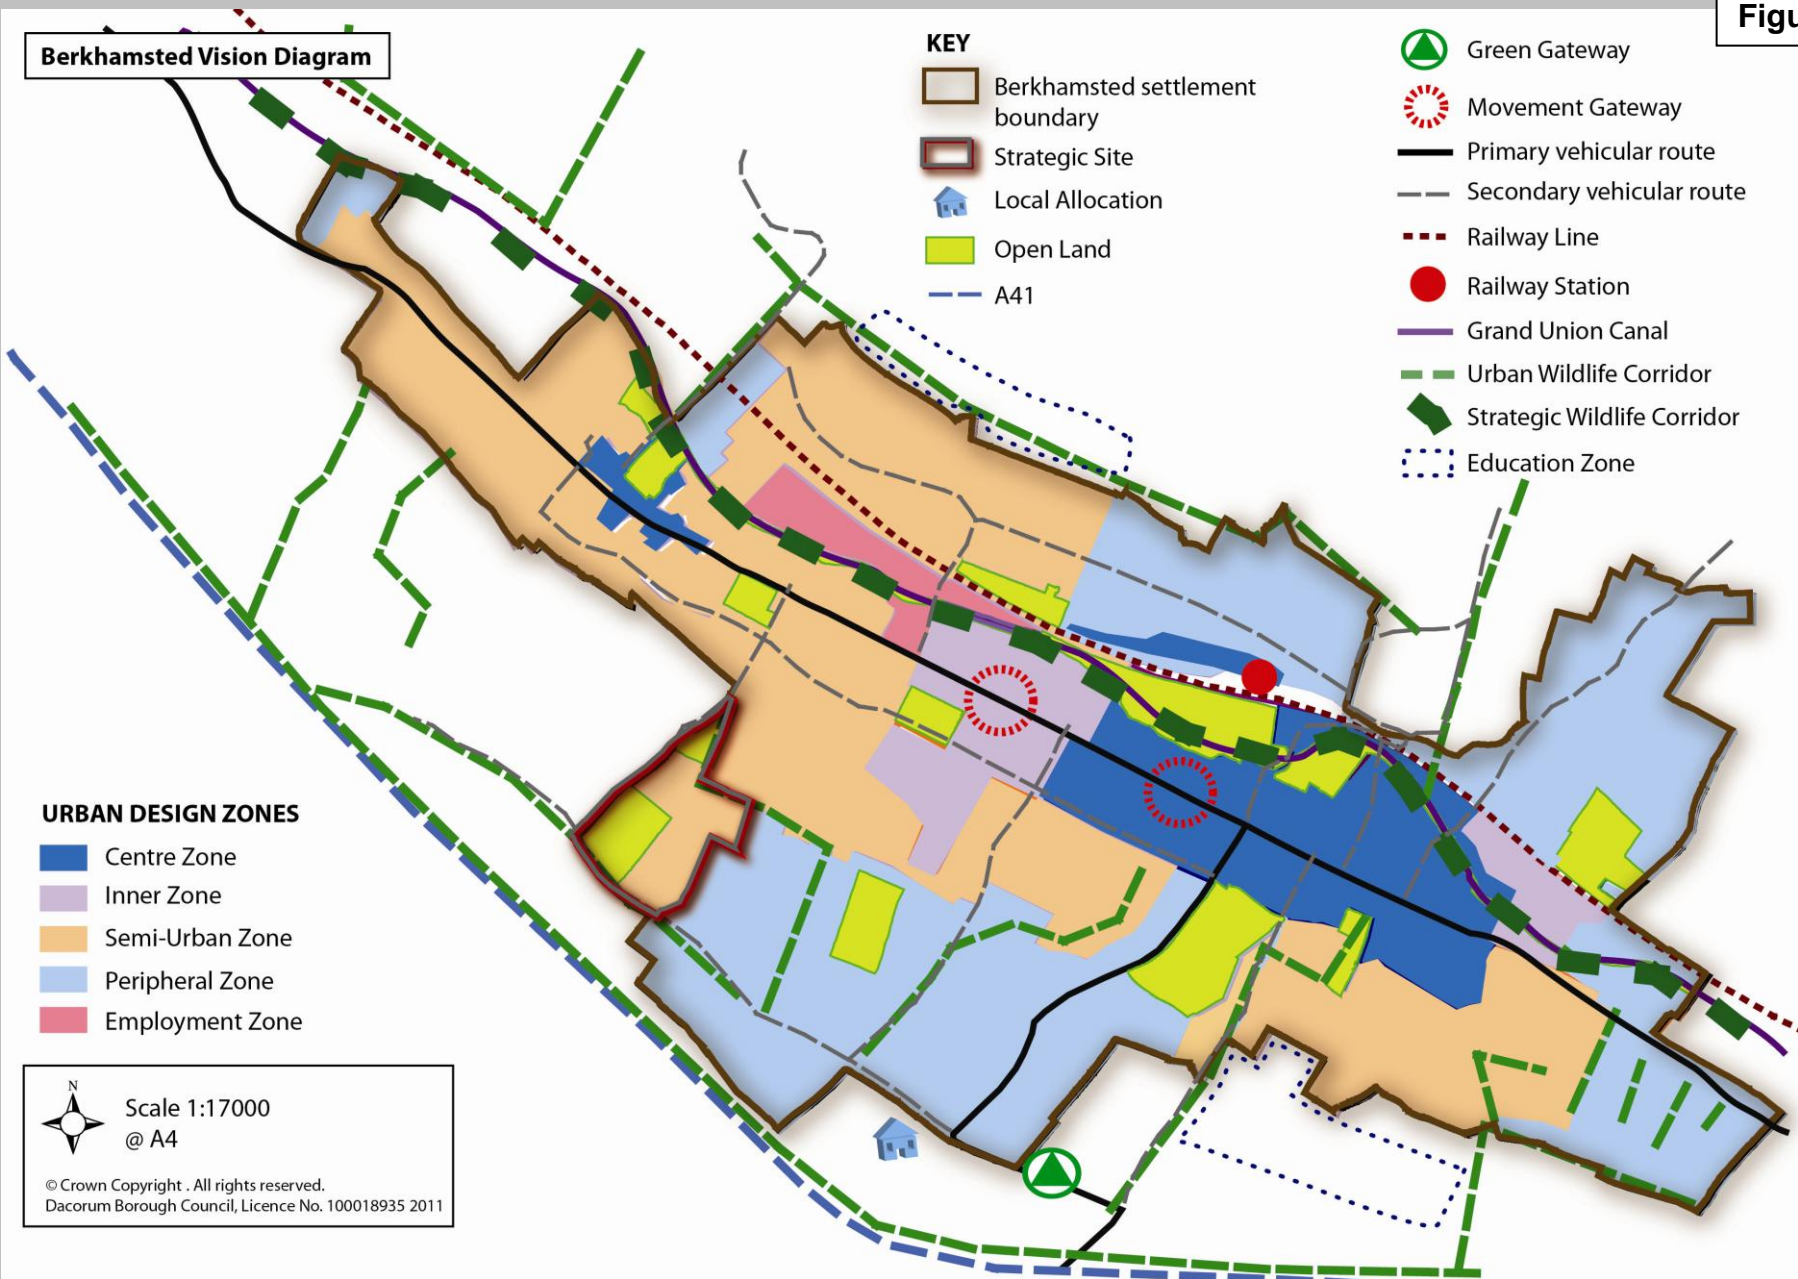 Figu
Berkhamsted Vision Diagram
KEY
Berkhamsted settlement
boundary
Strategic Site
Local Allocation
Open Land
A41
Green Gateway
Movement Gateway
Primary vehicular route
Secondary vehicular route
Railway Line
Railway Station
Grand Union Canal
Urban Wildlife Corridor
Strategic Wildlife Corridor
Education Zone
URBAN DESIGN ZONES
Centre Zone
Inner Zone
Semi-Urban Zone
Peripheral Zone
Employment Zone
N
Scale 1:17000
@ A4
© Crown Copyright . All rights reserved.
Dacorum Borough Council, Licence No. 100018935 2011